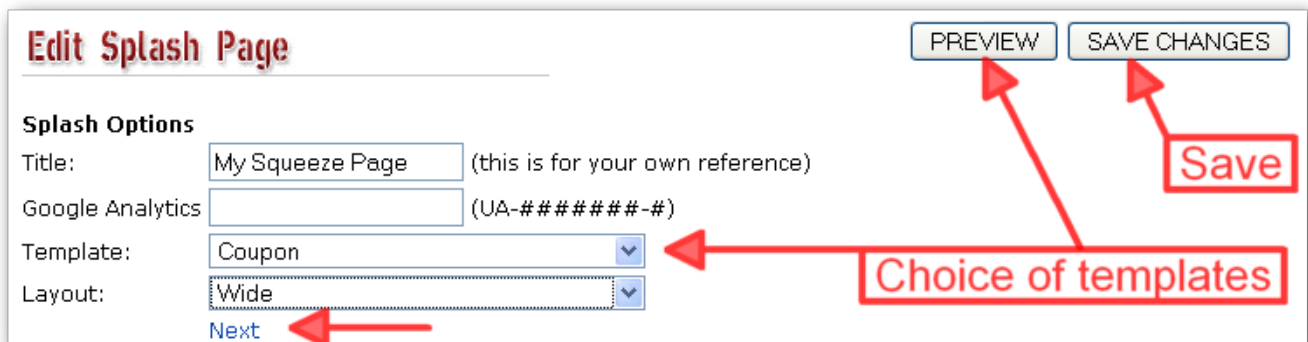 Edit Splash Page
PREVIEW
SAVE CHANGES
Splash Options
Title:
My Squeeze Page
(this is for your own reference)
Save
Google Analytics
(UA-#######-#)
Template:
Coupon
Choice of templates
Layout:
Wide
Next